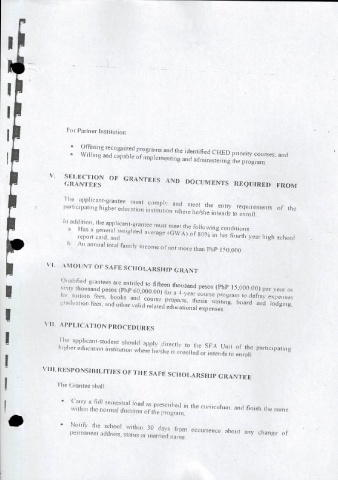 For Partner Institution
• Offering recognized programs and the identified CHED priority courses; and
• Willing and capable of implementing and administering the program
V. SELECTION OF GRANTEES AND DOCUMENTS REQUIRED FROM
GRANTEES
The applicant-grantee must comply and meet the entry requirements of the
participating higher education institution where he/she intends to enroll.
In addition, the applicant-grantee must meet the following conditions
a. Has a general weighted average (GWA) of 80% in his fourth year high school
report card; and
b. An annual total family income of not more than PhP 150,000
VI. AMOUNT OF SAFE SCHOLARSHIP GRANT
Qualified grantees are entitled to fifteen thousand pesos (PhP 15,000.00) per year or
sixty thousand pesos (PhP 60,000.00) for a 4-year course program to defray expenses
for tuition fees, books and course projects, thesis writing, board and lodging,
graduation fees, and other valid related educational expenses
VII. APPLICATION PROCEDURES
The applicant-student should apply directly to the SFA Unit of the participating
higher education institution where he/she is enrolled or intends to enroll.
VIII. RESPONSIBILITIES OF THE SAFE SCHOLARSHIP GRANTEE
The Grantee shall
• Carry a full semestral load as prescribed in the curriculum, and finish the same
within the normal duration of the program;
• Notify the school within 30 days from occurrence about any change of
permanent address, status or married name